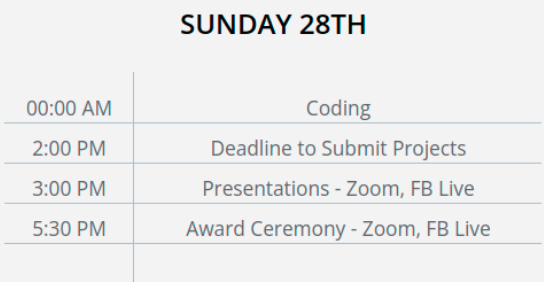 SUNDAY 28TH
00:00 AM Coding
2:00 PM Deadline to Submit Projects
3:00 PM Presentations - Zoom, FB Live
5:30 PM Award Ceremony - Zoom, FB Live